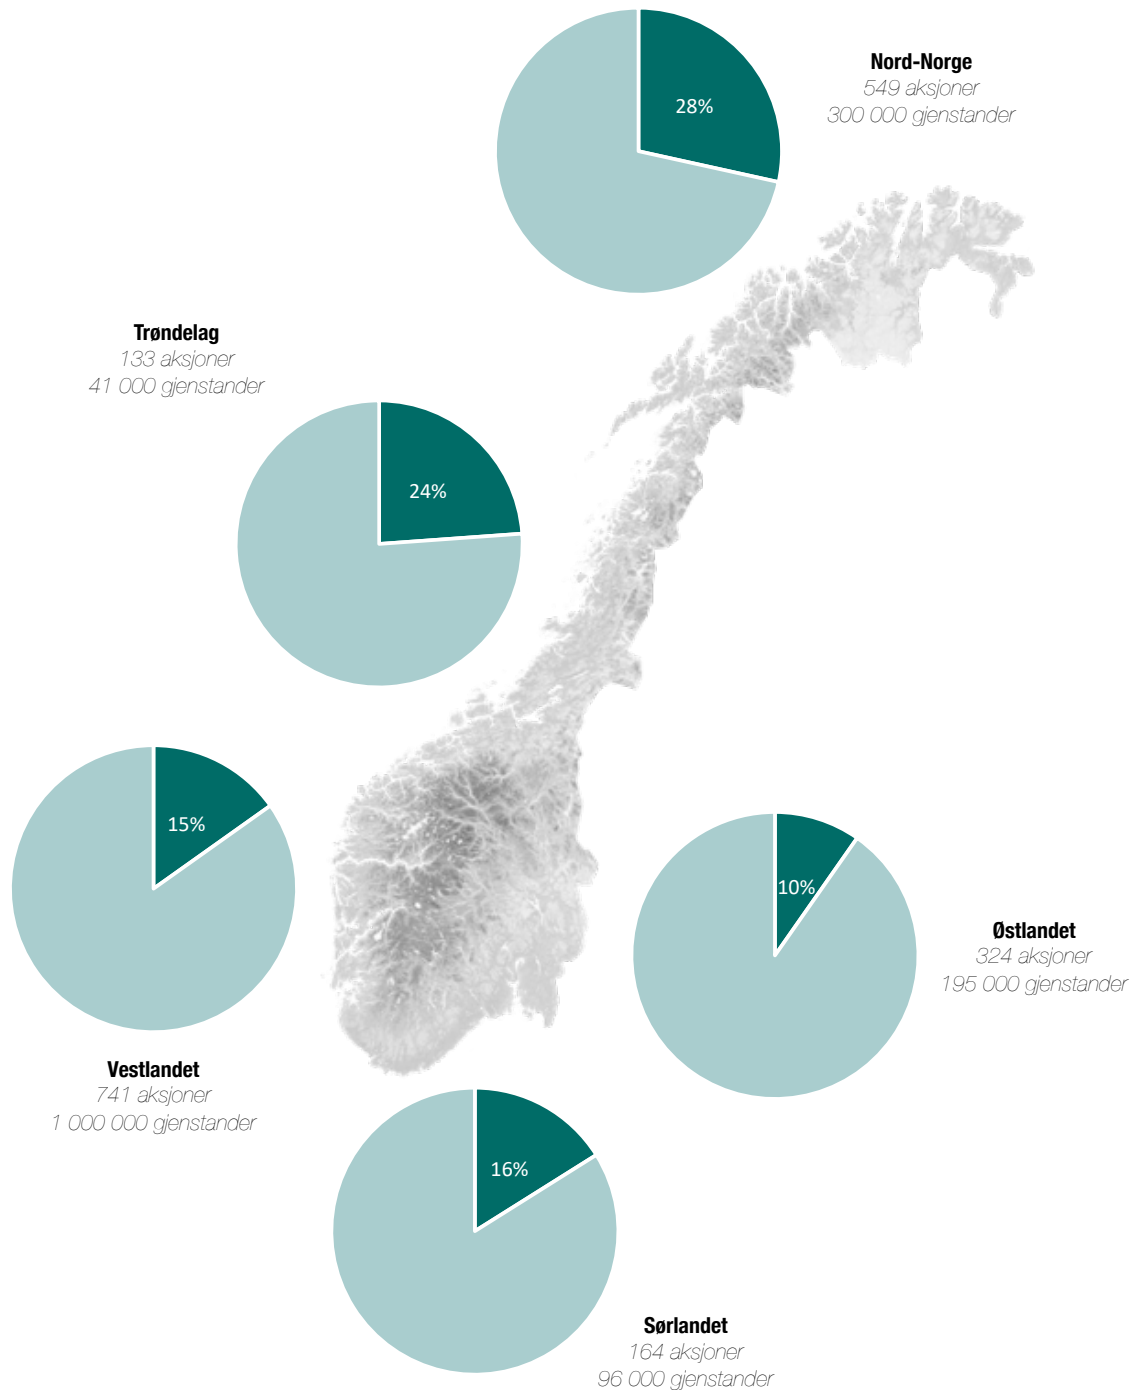 Nord-Norge
549 aksjoner
300 000 gjenstander
28%
Trøndelag
133 aksjoner
41 000 gjenstander
24%
15%
Vestlandet
741 aksjoner
1 000 000 gjenstander
10%
Østlandet
324 aksjoner
195 000 gjenstander
16%
Sørlandet
164 aksjoner
96 000 gjenstander